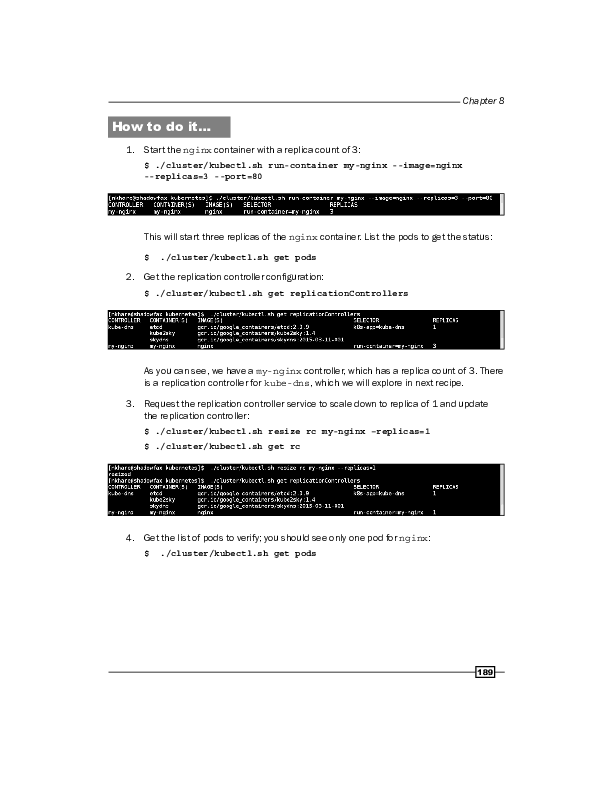 Chapter 8
How to do it...
1. Start the nginx container with a replica count of 3:
$ ./cluster/kubectl.sh run-container my-nginx --image=nginx
--replicas=3 --port=80
[nkhare@shadowfax kubernetes]$ ./cluster/kubectl.sh run-container my-nginx --image=nginx --replicas=3 --port=80
CONTROLLER CONTAINER(S) IMAGE(S) SELECTOR REPLICAS
my-nginx my-nginx nginx run-container=my-nginx 3
This will start three replicas of the nginx container. List the pods to get the status:
$ ./cluster/kubectl.sh get pods
2. Get the replication controller configuration:
$ ./cluster/kubectl.sh get replicationControllers
[nkhare@shadowfax kubernetes]$ ./cluster/kubectl.sh get replicationControllers
CONTROLLER CONTAINER(S) IMAGE(S) SELECTOR REPLICAS
kube-dns etcd gcr.io/google_containers/etcd:2.0.9 k8s-app=kube-dns 1
kube2sky gcr.io/google_containers/kube2sky:1.4
skydns gcr.io/google_containers/skydns:2015-03-11-001
my-nginx my-nginx nginx run-container=my-nginx 3
As you can see, we have a my-nginx controller, which has a replica count of 3. There
is a replication controller for kube-dns, which we will explore in next recipe.
3. Request the replication controller service to scale down to replica of 1 and update
the replication controller:
$ ./cluster/kubectl.sh resize rc my-nginx –replicas=1
$ ./cluster/kubectl.sh get rc
[nkhare@shadowfax kubernetes]$ ./cluster/kubectl.sh resize rc my-nginx --replicas=1
resized
[nkhare@shadowfax kubernetes]$ ./cluster/kubectl.sh get replicationControllers
CONTROLLER CONTAINER(S) IMAGE(S) SELECTOR REPLICAS
kube-dns etcd gcr.io/google_containers/etcd:2.0.9 k8s-app=kube-dns 1
kube2sky gcr.io/google_containers/kube2sky:1.4
skydns gcr.io/google_containers/skydns:2015-03-11-001
my-nginx my-nginx nginx run-container=my-nginx 1
4. Get the list of pods to verify; you should see only one pod for nginx:
$ ./cluster/kubectl.sh get pods
189